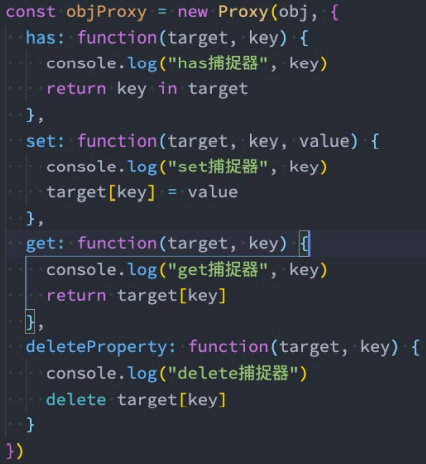 const objProxy = new Proxy(obj, {
  has: function(target, key) {
    console.log("has捕捉器", key)
    return key in target
  },
  set: function(target, key, value) {
    console.log("set捕捉器", key)
    target[key] = value
  },
  get: function(target, key) {
    console.log("get捕捉器", key)
    return target[key]
  },
  deleteProperty: function(target, key) {
    console.log("delete捕捉器")
    delete target[key]
  }
})